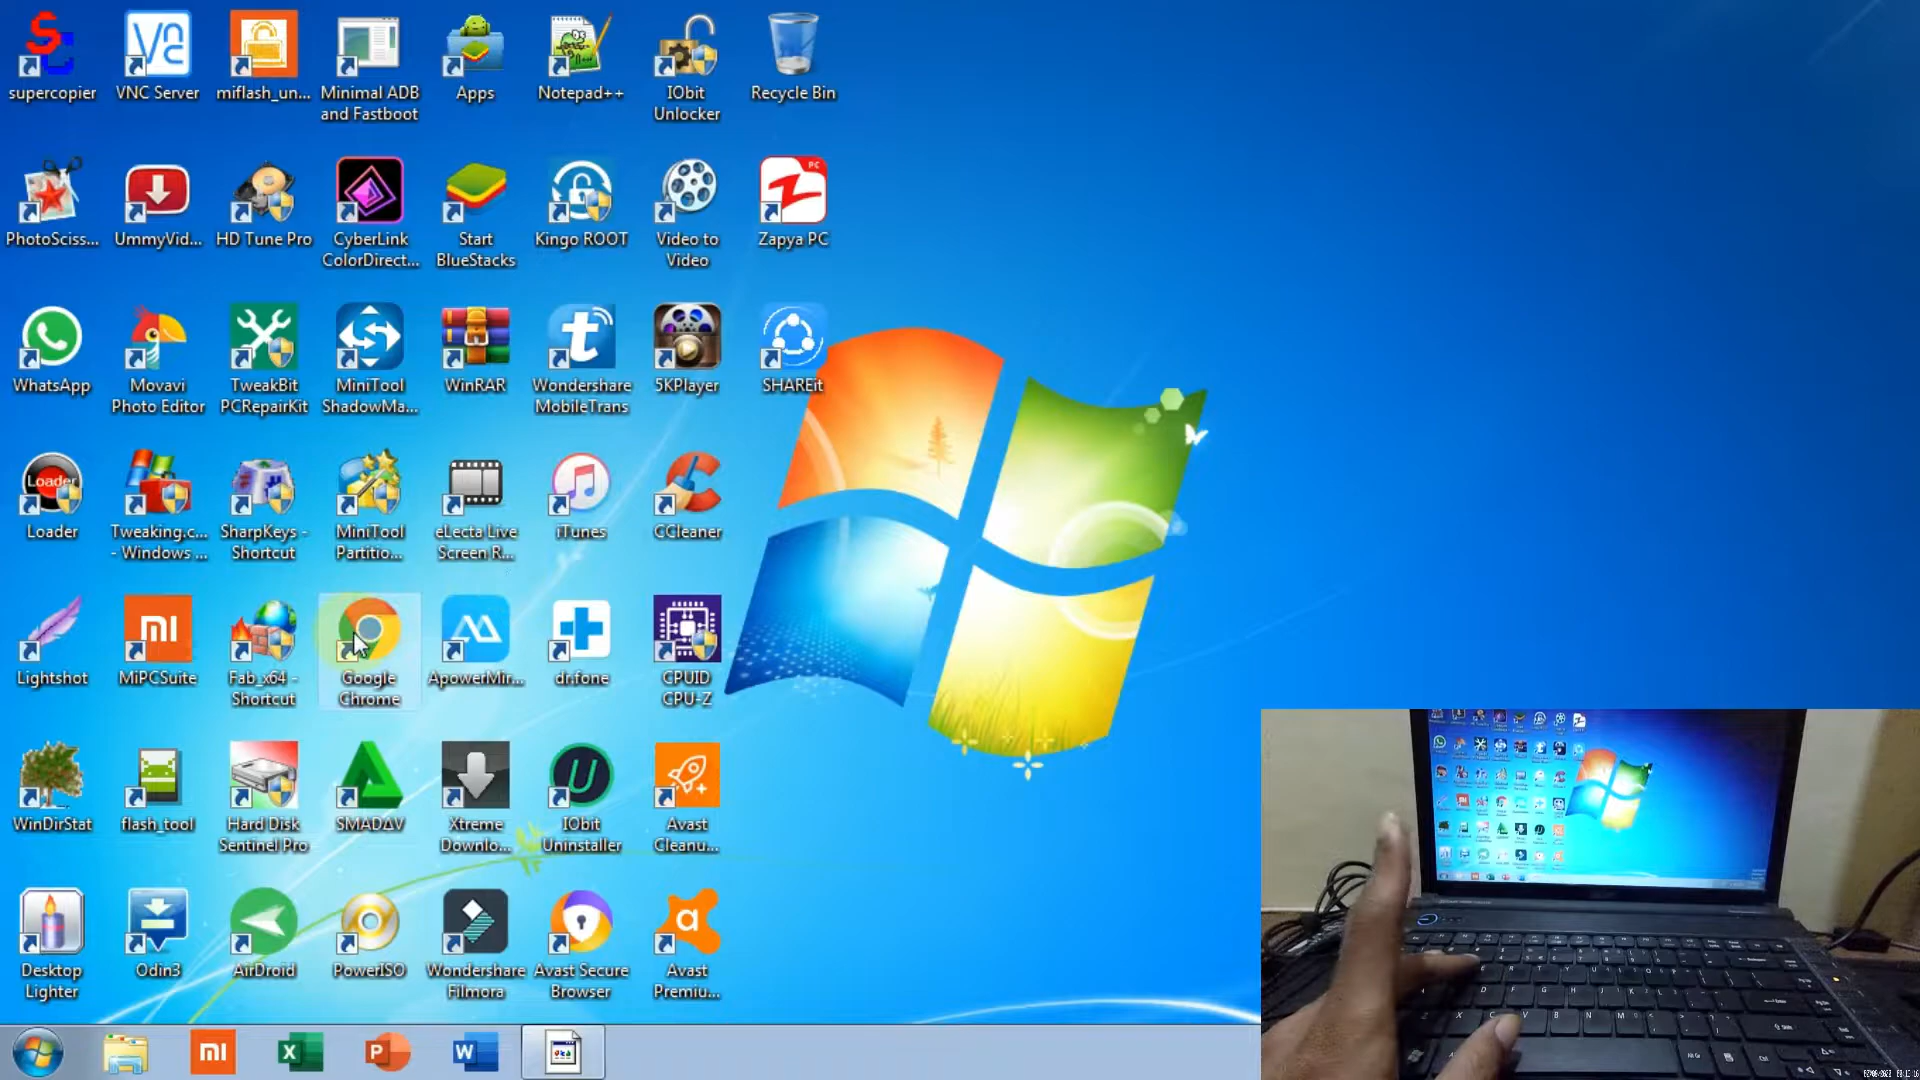 supercopier
VNC Server
miflash_un...
Minimal ADB
and Fastboot
Apps
Notepad++
IObit
Unlocker
Recycle Bin
PhotoSciss...
UmmyVid...
HD Tune Pro
CyberLink
ColorDirect...
Start
BlueStacks
Kingo ROOT
Video to
Video
PC
Zapya PC
WhatsApp
Movavi
Photo Editor
TweakBit
PCRepairKit
MiniTool
ShadowMa...
WinRAR
Wondershare
MobileTrans
5KPlayer
SHAREit
Loader
Loader
Tweaking.c...
- Windows ...
SharpKeys -
Shortcut
MiniTool
Partitio...
eLecta Live
Screen R...
iTunes
CCleaner
Lightshot
MiPCSuite
Fab_x64 -
Shortcut
Google
Chrome
ApowerMir...
dr.fone
CPUID
CPU-Z
WinDirStat
flash_tool
Hard Disk
Sentinel Pro
SMADΔV
Xtreme
Downlo...
IObit
Uninstaller
Avast
Cleanu...
Desktop
Lighter
Odin3
AirDroid
PowerISO
Wondershare
Filmora
Avast Secure
Browser
Avast
Premiu...